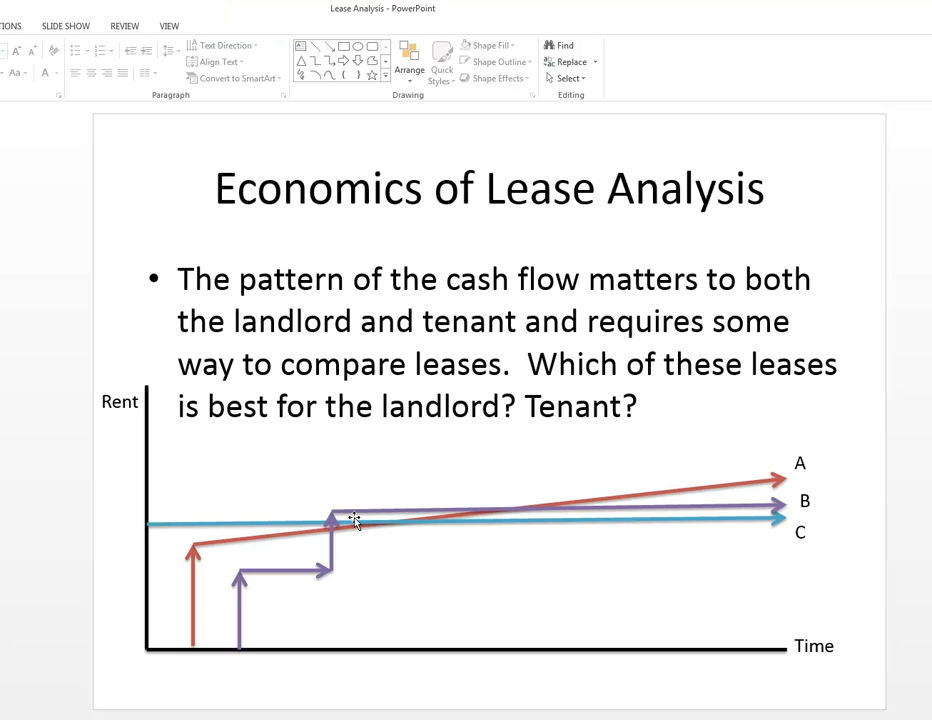 Lease Analysis - PowerPoint
TIONS SLIDE SHOW REVIEW VIEW
Text Direction
Align Text
Convert to SmartArt
Paragraph
Arrange
Quick Styles
Shape Fill
Shape Outline
Shape Effects
Drawing
Find
Replace
Select
Editing
Aa
A
Economics of Lease Analysis
• The pattern of the cash flow matters to both
the landlord and tenant and requires some
way to compare leases. Which of these leases
is best for the landlord? Tenant?
Rent
A
B
C
Time